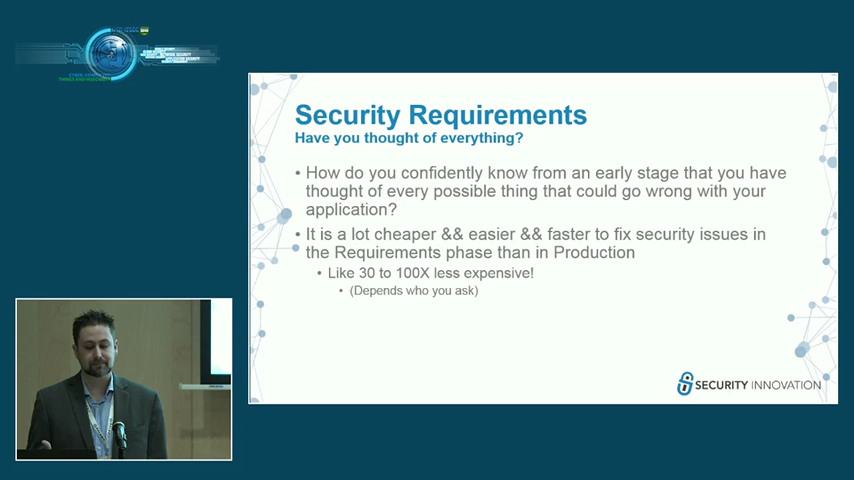 Security Requirements
Have you thought of everything?
• How do you confidently know from an early stage that you have
thought of every possible thing that could go wrong with your
application?
• It is a lot cheaper && easier && faster to fix security issues in
the Requirements phase than in Production
• Like 30 to 100X less expensive!
• (Depends who you ask)
SECURITY INNOVATION